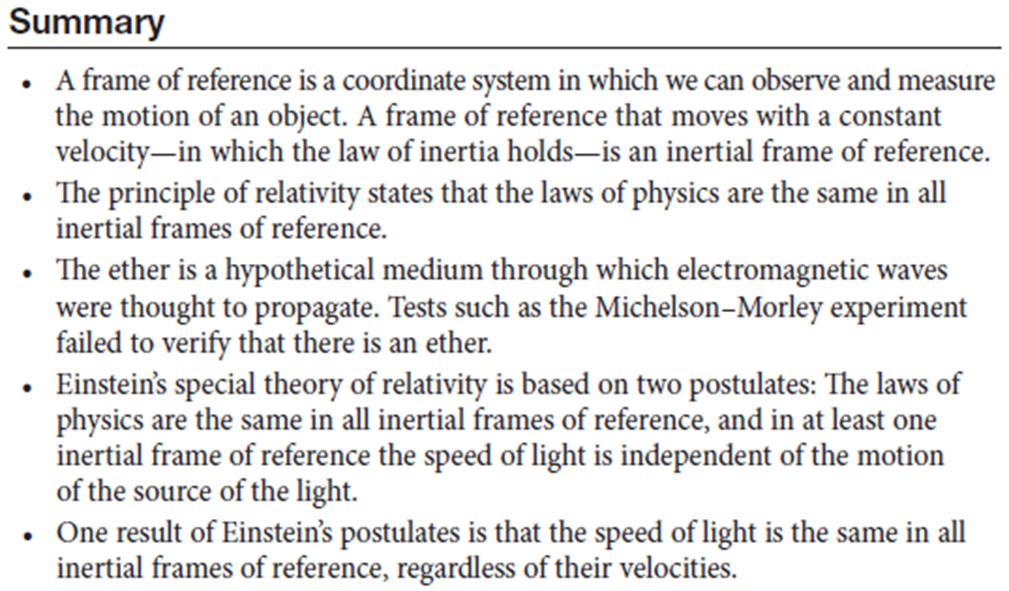 Summary
• A frame of reference is a coordinate system in which we can observe and measure
the motion of an object. A frame of reference that moves with a constant
velocity—in which the law of inertia holds—is an inertial frame of reference.
• The principle of relativity states that the laws of physics are the same in all
inertial frames of reference.
• The ether is a hypothetical medium through which electromagnetic waves
were thought to propagate. Tests such as the Michelson–Morley experiment
failed to verify that there is an ether.
• Einstein's special theory of relativity is based on two postulates: The laws of
physics are the same in all inertial frames of reference, and in at least one
inertial frame of reference the speed of light is independent of the motion
of the source of the light.
• One result of Einstein's postulates is that the speed of light is the same in all
inertial frames of reference, regardless of their velocities.